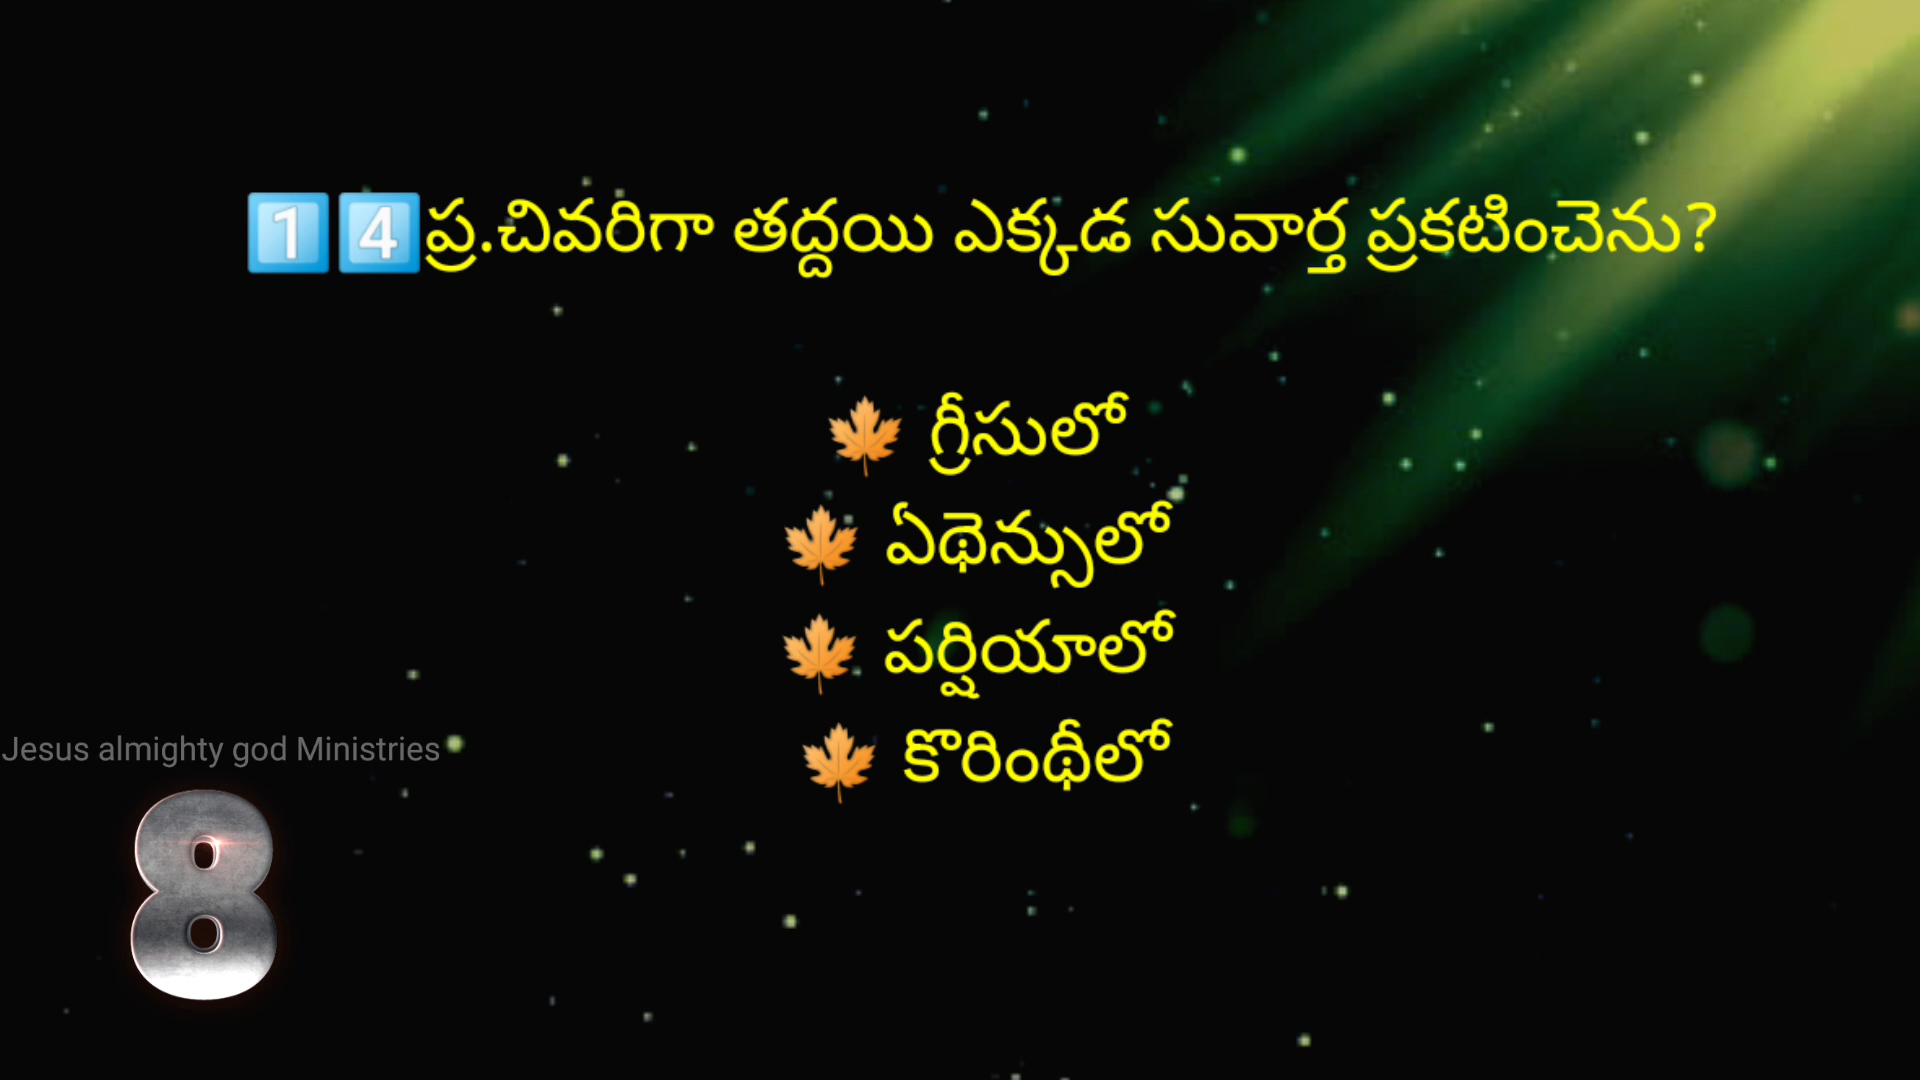 1️⃣4️⃣ప్ర.చివరిగా తద్దయి ఎక్కడ సువార్త ప్రకటించెను?
🍁 గ్రీసులో
🍁 ఏథెన్సులో
🍁 పర్షియాలో
🍁 కొరింథీలో
Jesus almighty god Ministries
8